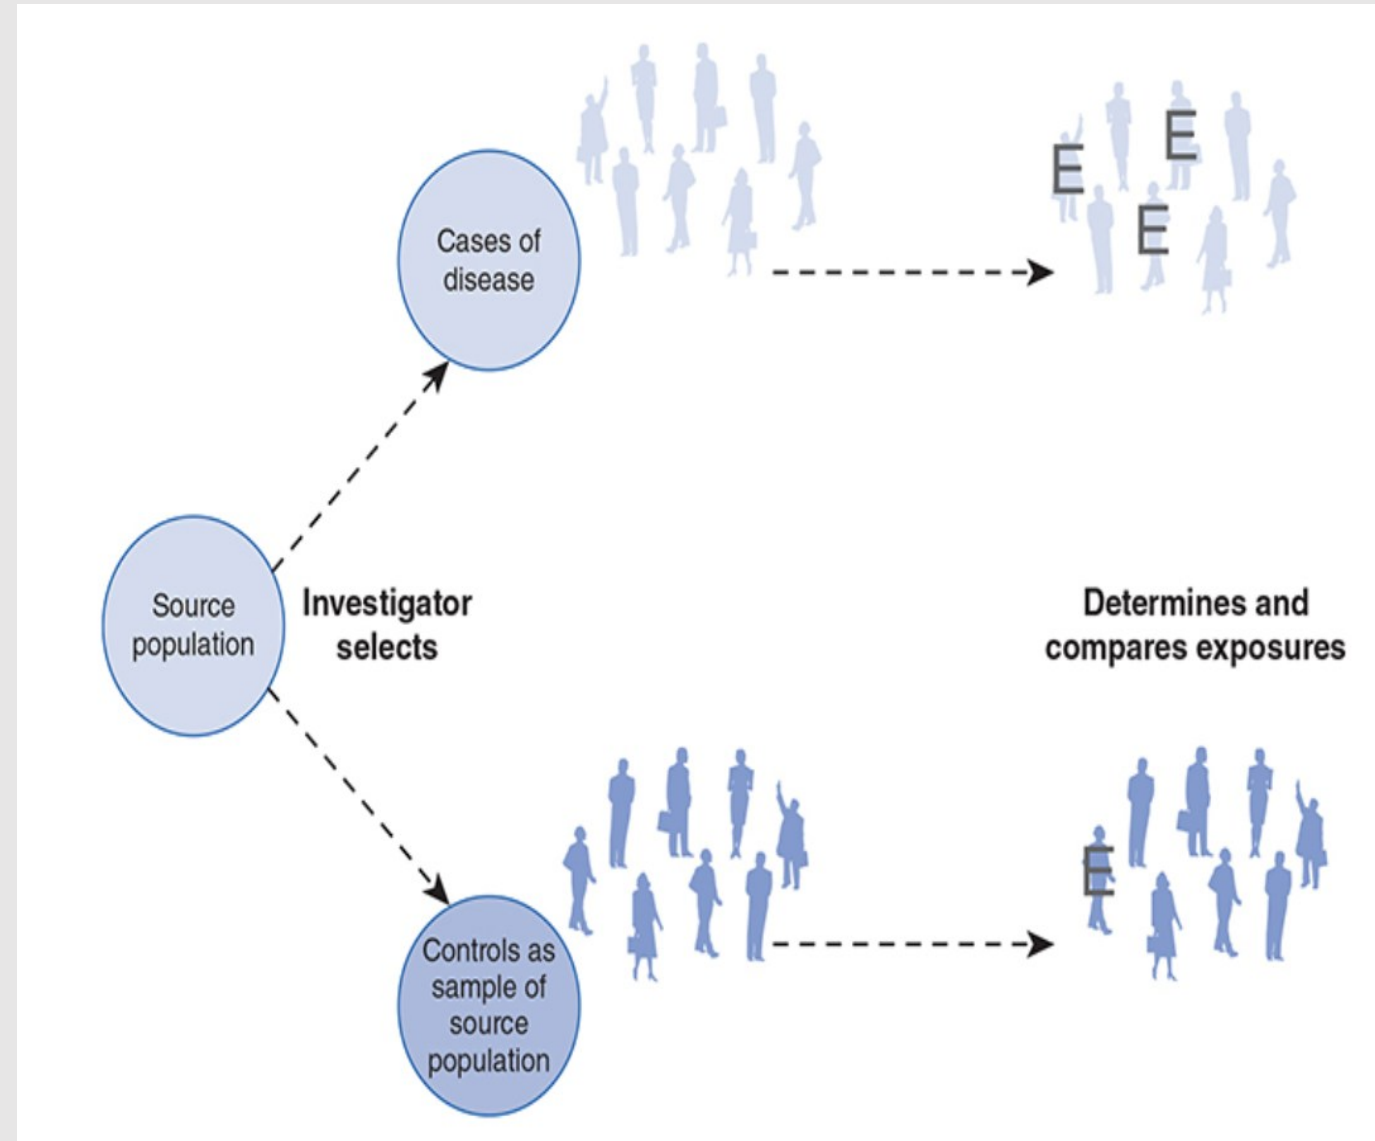 Cases of
disease
E
E
E
Source
population
Investigator
selects
Determines and
compares exposures
E
Controls as
sample of
source
population